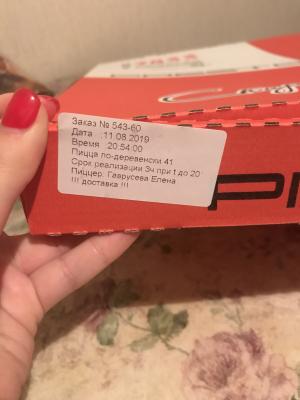 Заказ № 543-60
Дата :11.08.2019
Время :20:54:00
Пицца по-деревенски 41
Срок реализации 3ч при t до 20
Пиццер: Гаврусева Елена
!!! доставка !!!